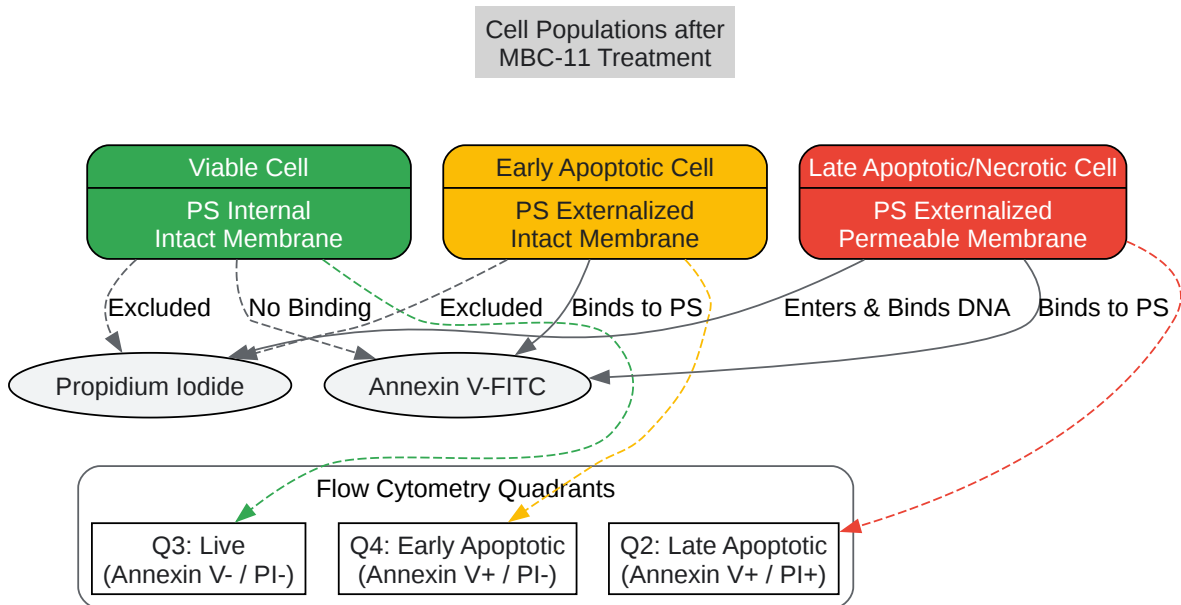 Cell Populations after
MBC-11 Treatment
Viable Cell
PS Internal
Intact Membrane
Early Apoptotic Cell
PS Externalized
Intact Membrane
Late Apoptotic/Necrotic Cell
PS Externalized
Permeable Membrane
Excluded
No Binding
Excluded
Binds to PS
Enters & Binds DNA
Binds to PS
Propidium Iodide
Annexin V-FITC
Flow Cytometry Quadrants
Q3: Live
(Annexin V- / PI-)
Q4: Early Apoptotic
(Annexin V+ / PI-)
Q2: Late Apoptotic
(Annexin V+ / PI+)